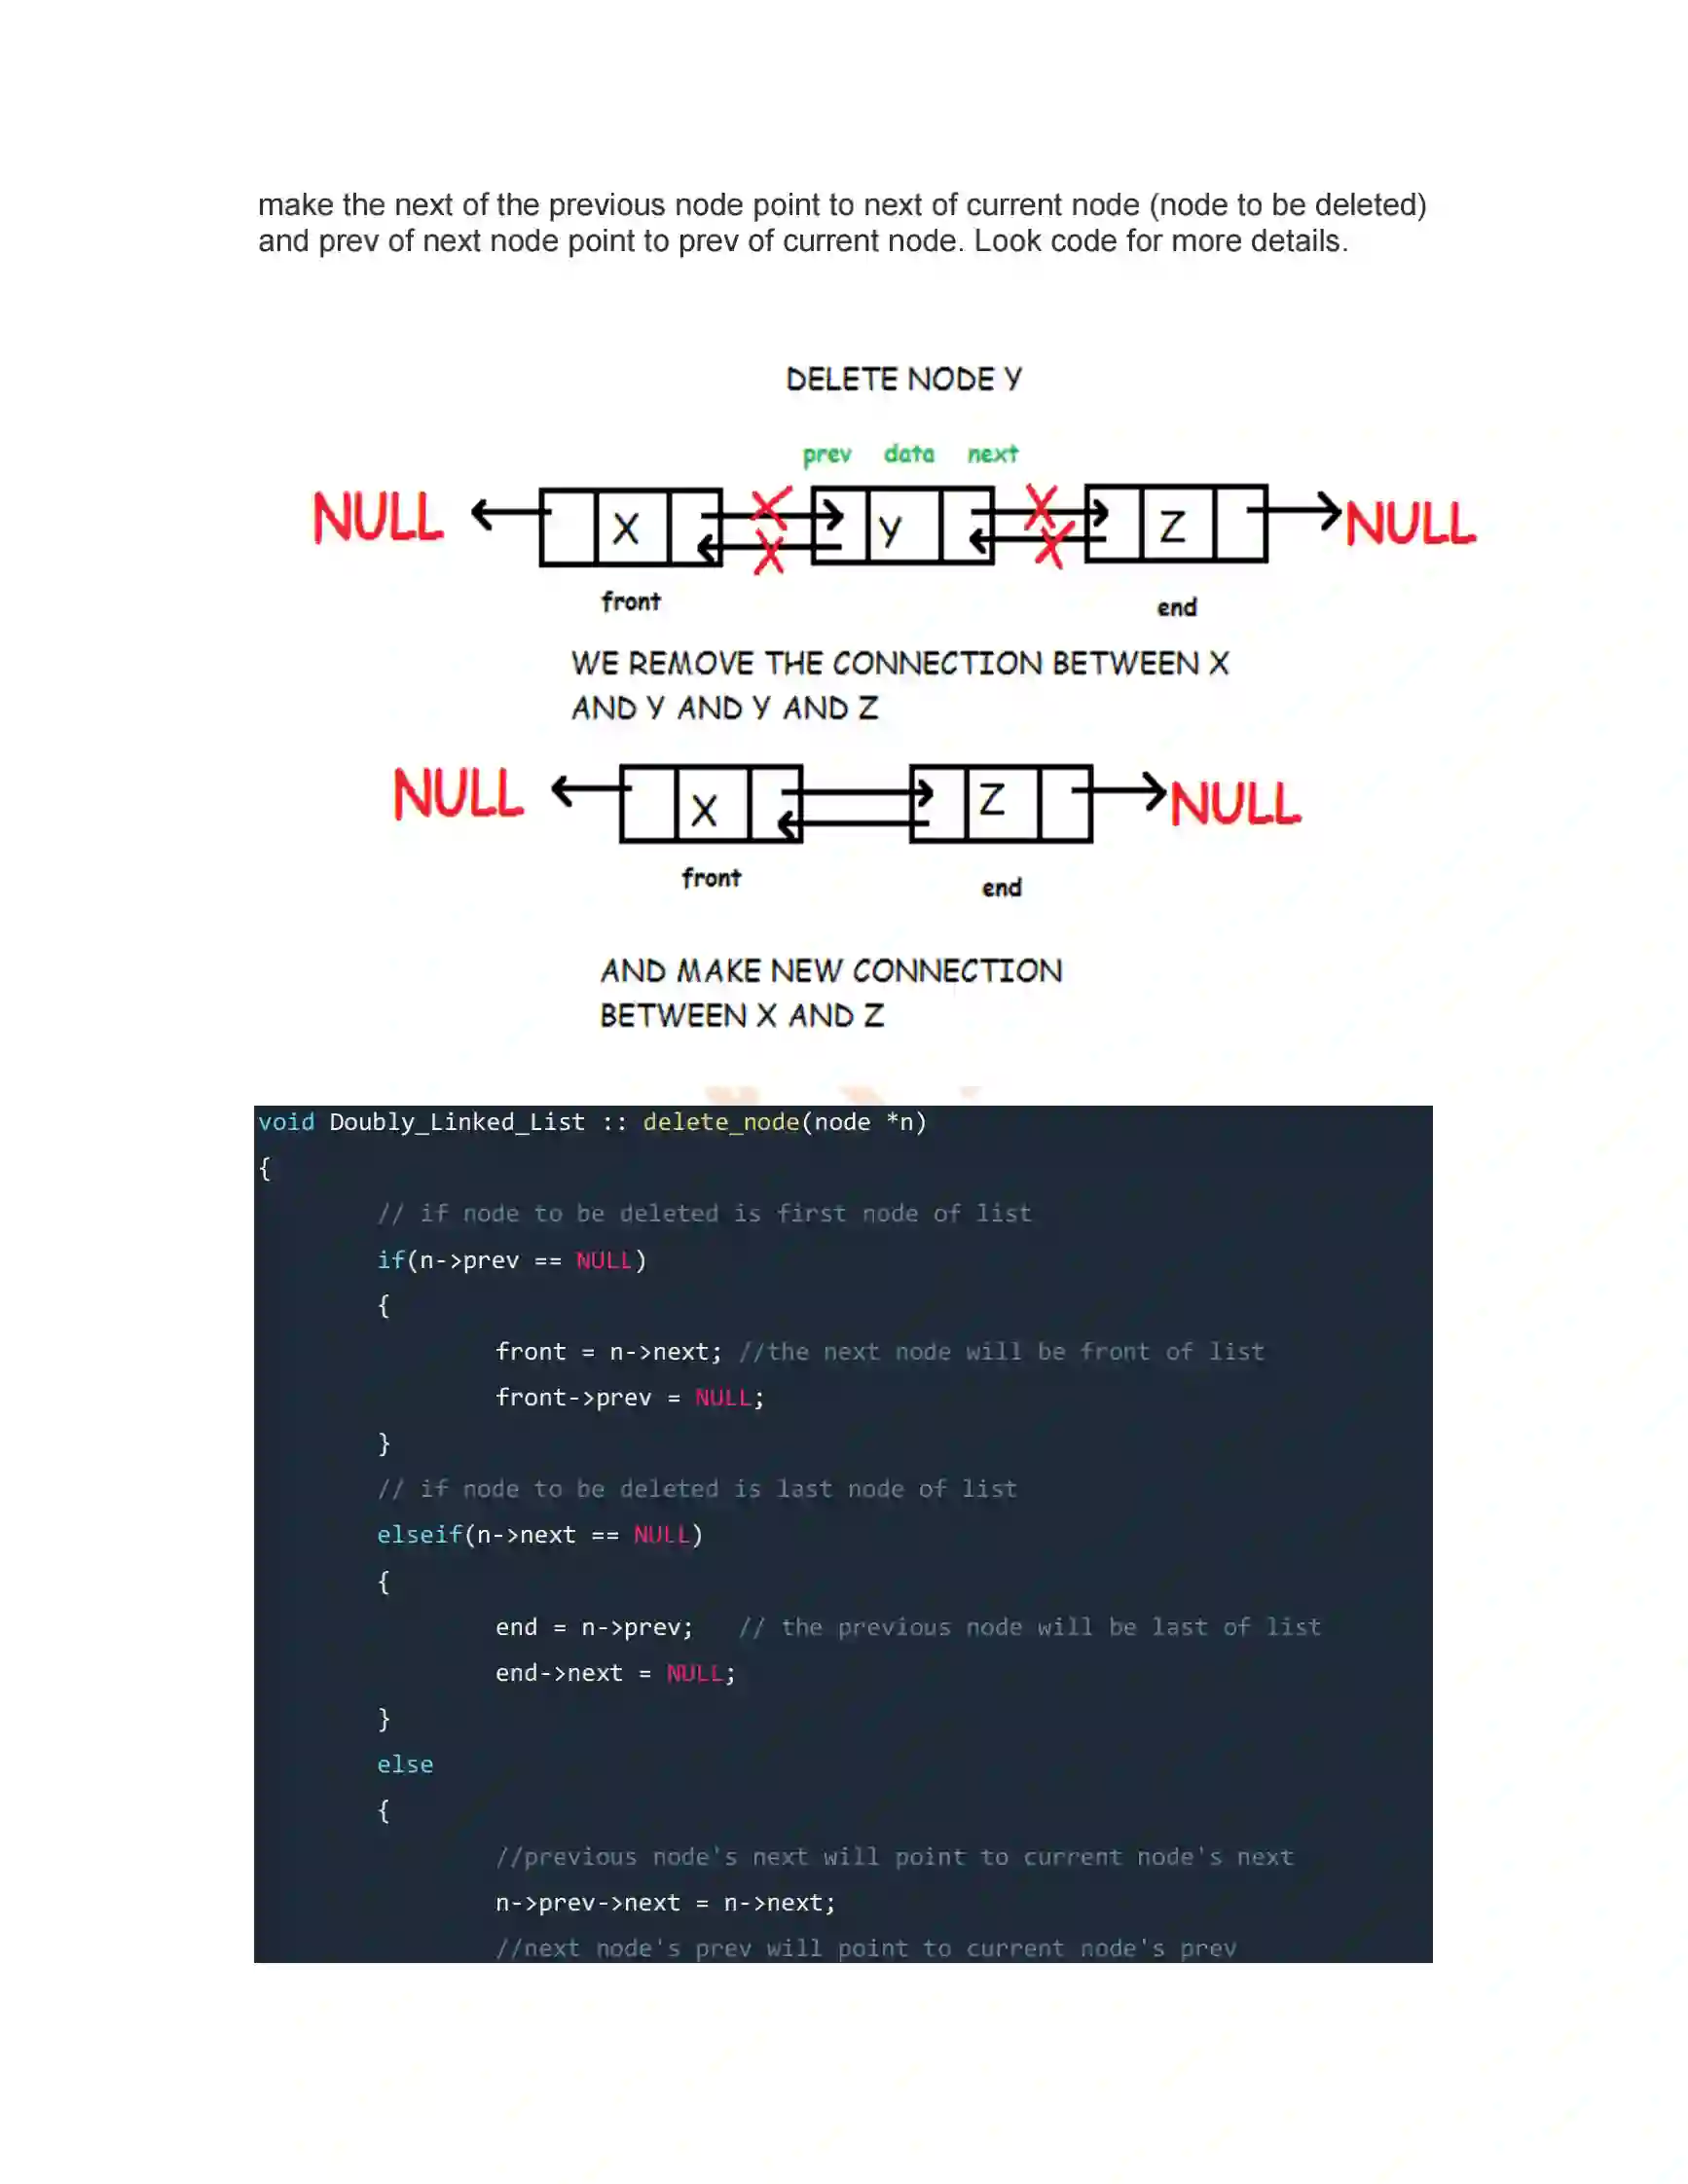 make the next of the previous node point to next of current node (node to be deleted)
and prev of next node point to prev of current node. Look code for more details.
DELETE NODE Y
prev data next
NULL X Y Z NULL
front end
WE REMOVE THE CONNECTION BETWEEN X
AND Y AND Y AND Z
NULL X Z NULL
front end
AND MAKE NEW CONNECTION
BETWEEN X AND Z
void Doubly_Linked_List :: delete_node(node *n)
{
// if node to be deleted is first node of list
if(n->prev == NULL)
{
front = n->next; //the next node will be front of list
front->prev = NULL;
}
// if node to be deleted is last node of list
elseif(n->next == NULL)
{
end = n->prev; // the previous node will be last of list
end->next = NULL;
}
else
{
//previous node's next will point to current node's next
n->prev->next = n->next;
//next node's prev will point to current node's prev